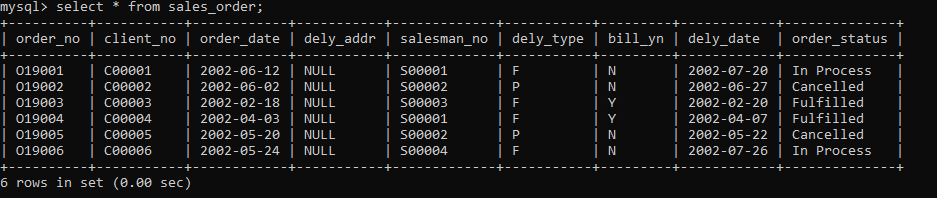 mysql> select * from sales_order;
+----------+-----------+------------+-----------+-------------+-----------+---------+------------+--------------+
| order_no | client_no | order_date | dely_addr | salesman_no | dely_type | bill_yn | dely_date | order_status |
+----------+-----------+------------+-----------+-------------+-----------+---------+------------+--------------+
| O19001 | C00001 | 2002-06-12 | NULL | S00001 | F | N | 2002-07-20 | In Process |
| O19002 | C00002 | 2002-06-02 | NULL | S00002 | P | N | 2002-06-27 | Cancelled |
| O19003 | C00003 | 2002-02-18 | NULL | S00003 | F | Y | 2002-02-20 | Fulfilled |
| O19004 | C00004 | 2002-04-03 | NULL | S00001 | F | Y | 2002-04-07 | Fulfilled |
| O19005 | C00005 | 2002-05-20 | NULL | S00002 | P | N | 2002-05-22 | Cancelled |
| O19006 | C00006 | 2002-05-24 | NULL | S00004 | F | N | 2002-07-26 | In Process |
+----------+-----------+------------+-----------+-------------+-----------+---------+------------+--------------+
6 rows in set (0.00 sec)